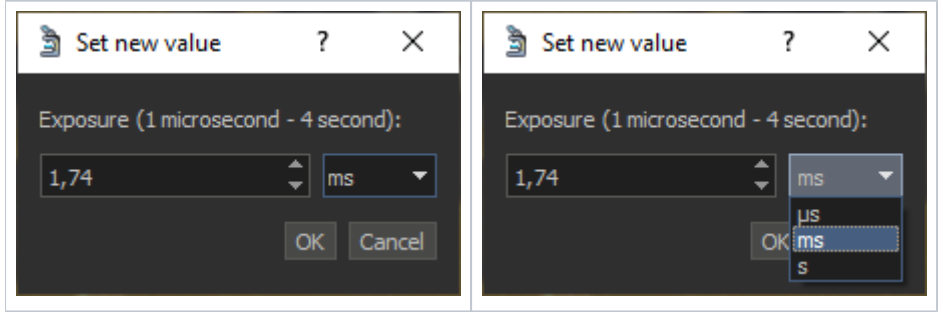 Set new value ? ×
Exposure (1 microsecond - 4 second):
1,74 ms
OK Cancel
Set new value ? ×
Exposure (1 microsecond - 4 second):
1,74 ms
µs
OK ms
s